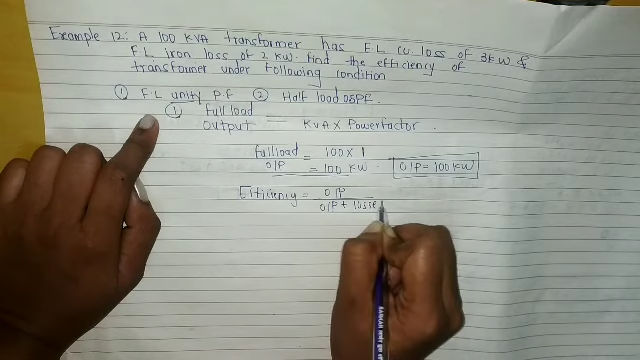 Example 12: A 100 KVA transformer has F.L cu loss of 3KW &
F.L iron loss of 2 KW. find the efficiency of
transformer under following condition
① F.L unity P.F ② Half load 0.8PF.
① Full load
output = KVA X Powerfactor.
fulload
O/P = 100 X 1
= 100 KW. O/P = 100 KW
Efficiency = O/P
O/P + losse